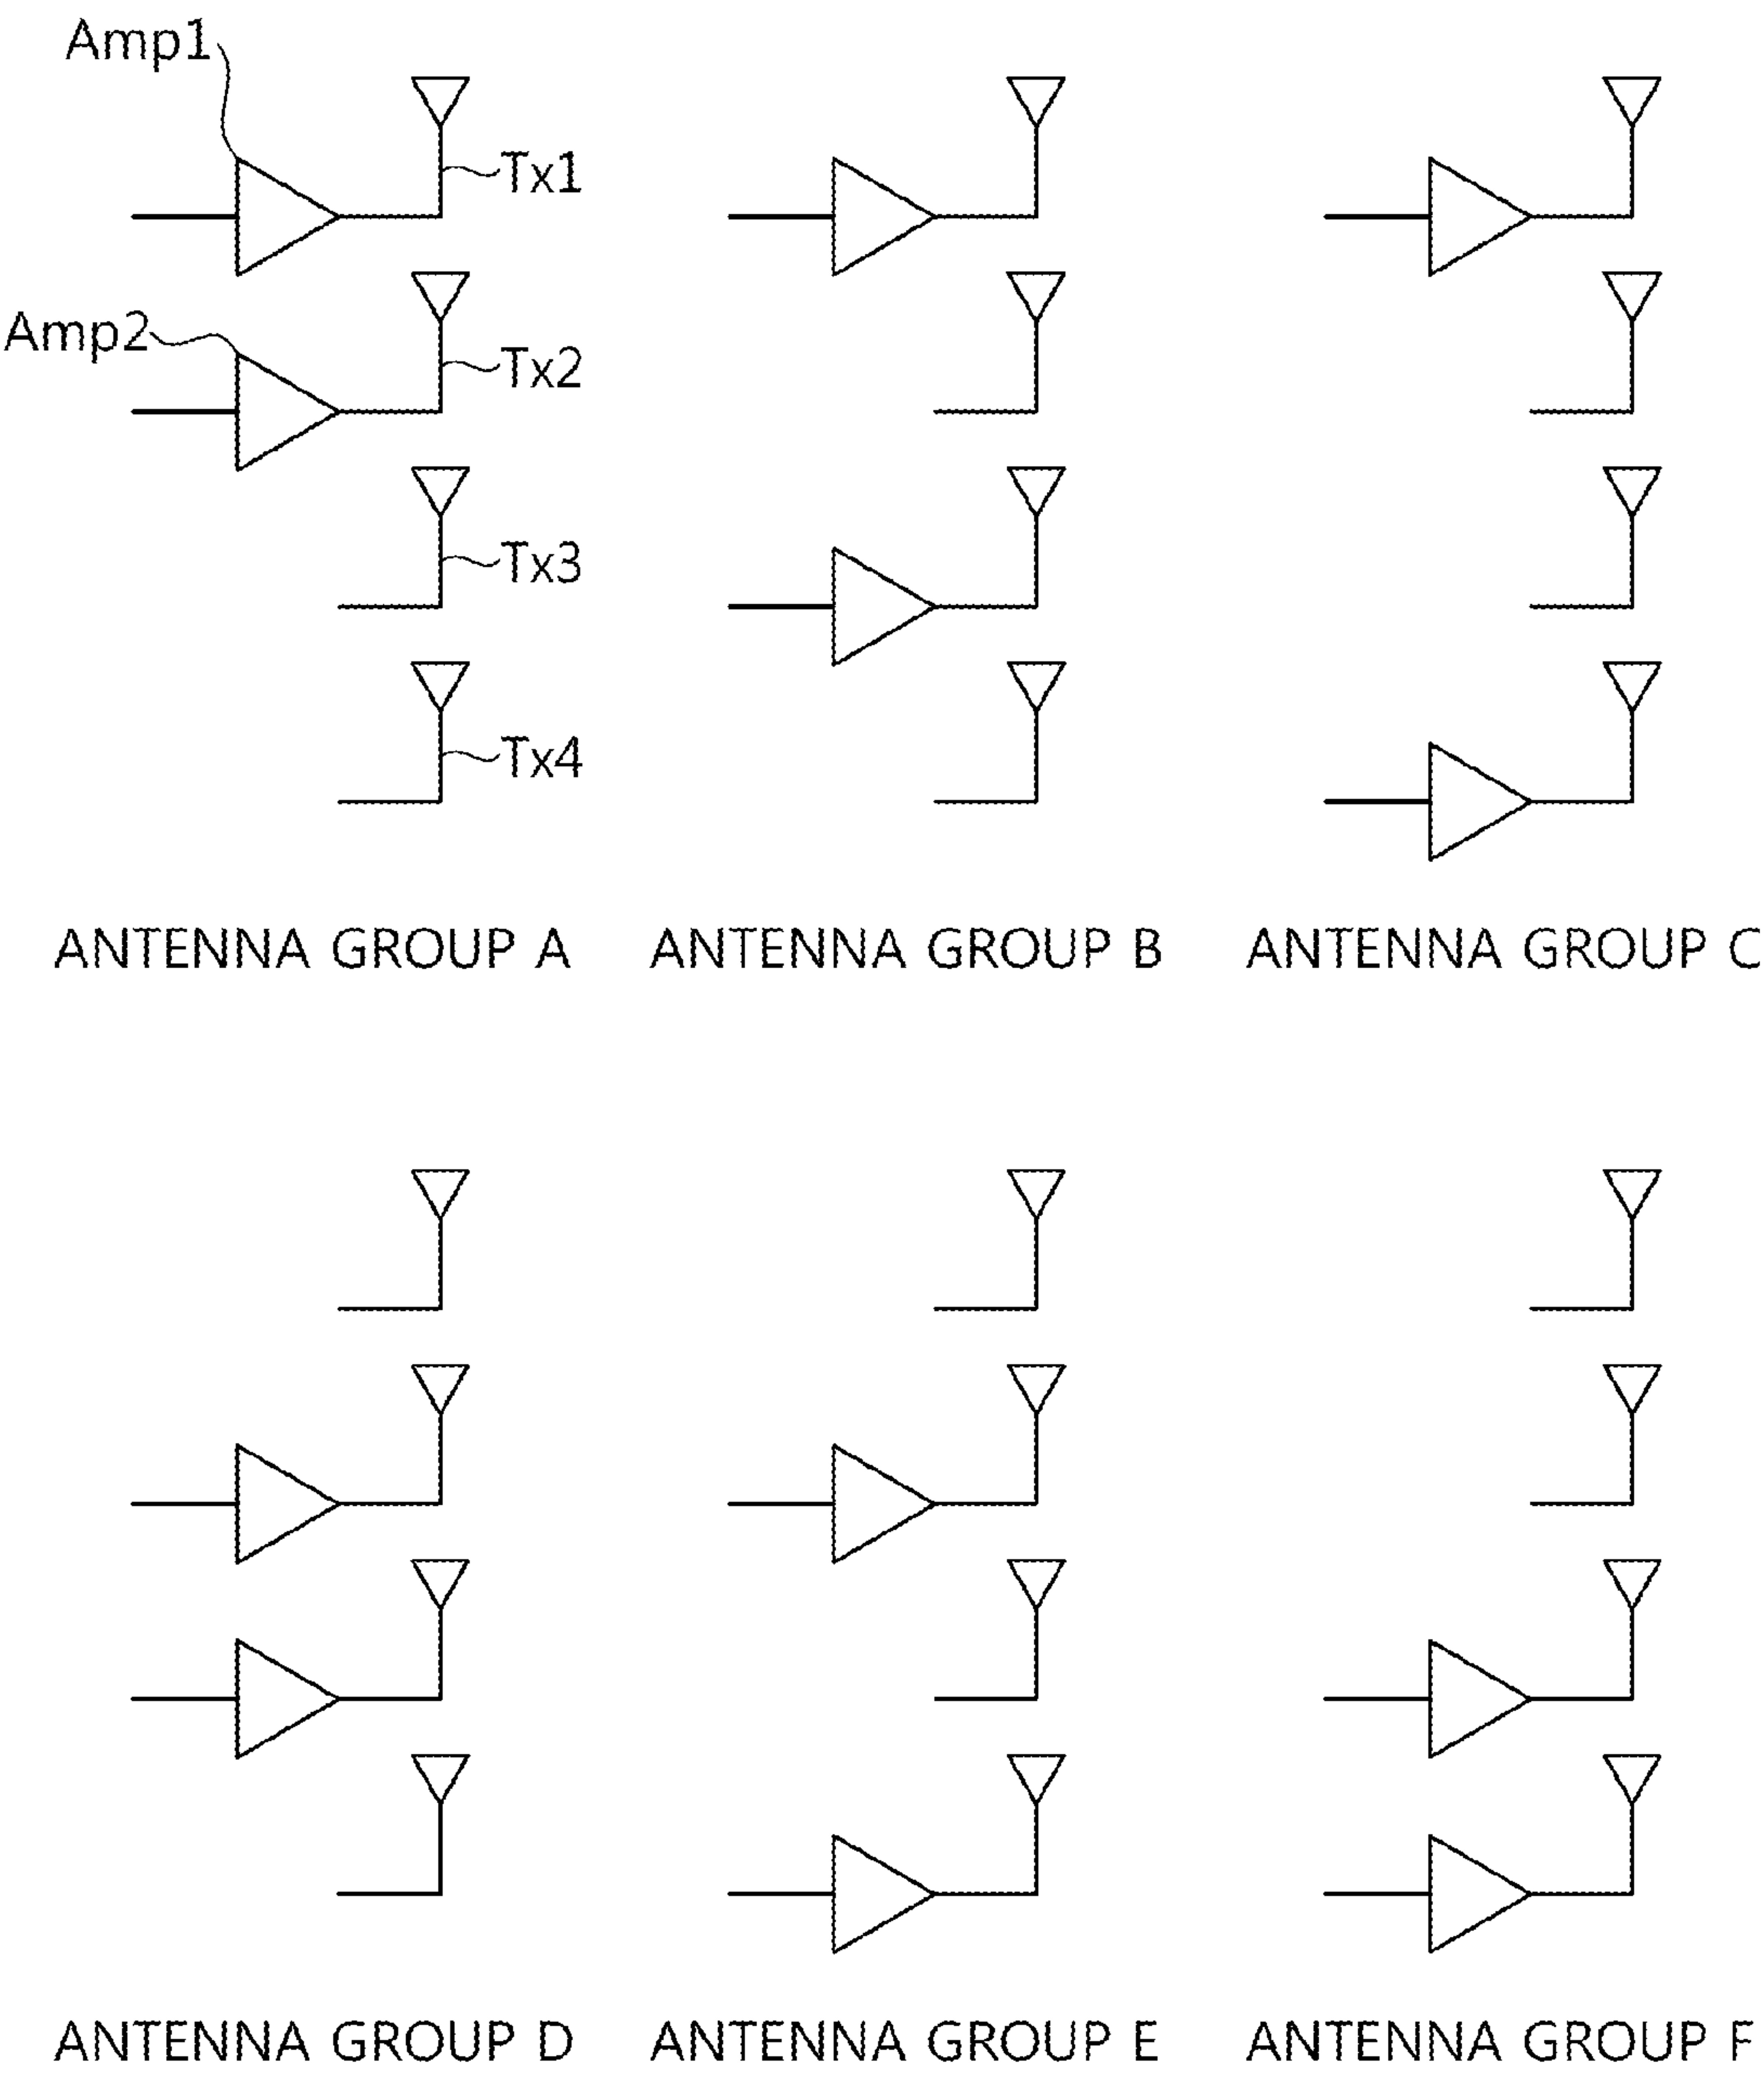 Amp1
Tx1
Amp2
Tx2
Tx3
Tx4
ANTENNA GROUP A
ANTENNA GROUP B
ANTENNA GROUP C
ANTENNA GROUP D
ANTENNA GROUP E
ANTENNA GROUP F